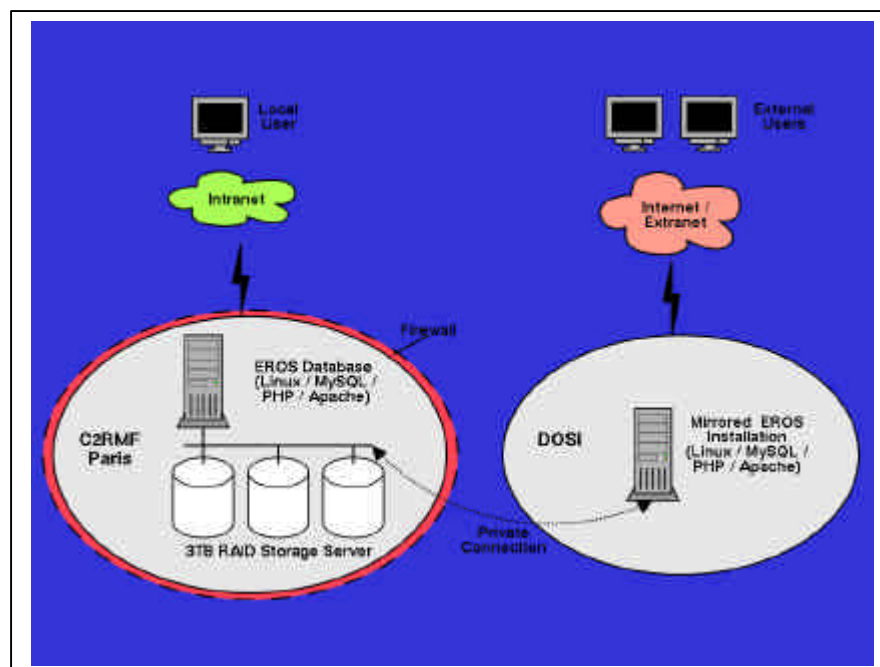 Local
User
External
Users
Intranet
Internet /
Extranet
Firewall
EROS Database
(Linux / MySQL /
PHP / Apache)
C2RMF
Paris
3TB RAID Storage Server
DOSI
Mirrored EROS
Installation
(Linux / MySQL /
PHP / Apache)
Private
Connection